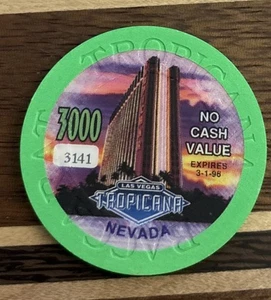 TROPICANA
3000
3141
NO
CASH
VALUE
EXPIRES
3-1-96
LAS VEGAS
TROPICANA
NEVADA